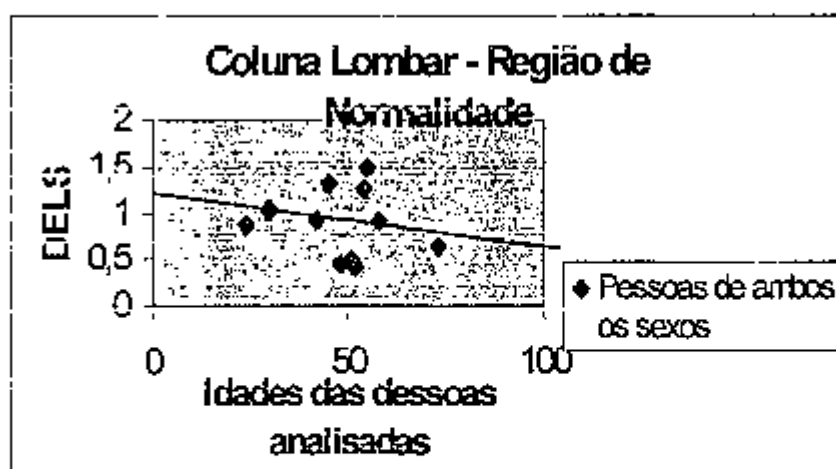 Coluna Lombar - Região de
Normalidade
2
1,5
1
0,5
0
DELS
0
50
100
Idades das dessoas
analisadas
Pessoas de ambos
os sexos